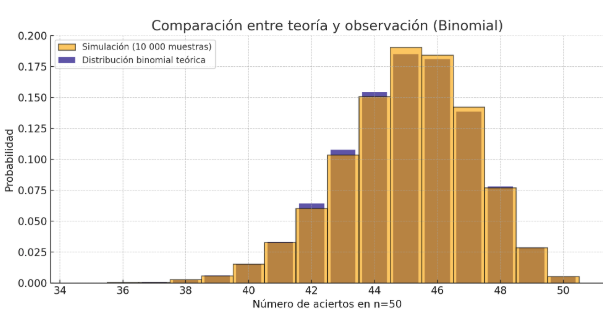 Comparación entre teoría y observación (Binomial)
Simulación (10 000 muestras)
Distribución binomial teórica
Probabilidad
0.200
0.175
0.150
0.125
0.100
0.075
0.050
0.025
0.000
34 36 38 40 42 44 46 48 50
Número de aciertos en n=50